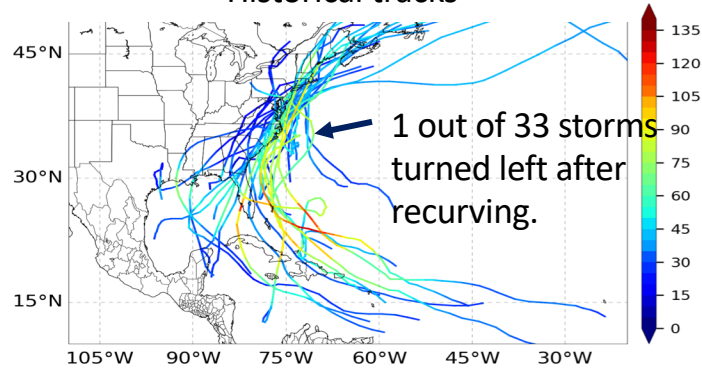 Historical tracks
45°N
30°N
15°N
105°W 90°W 75°W 60°W 45°W 30°W
1 out of 33 storms
turned left after
recurving.
135
120
105
90
75
60
45
30
15
0